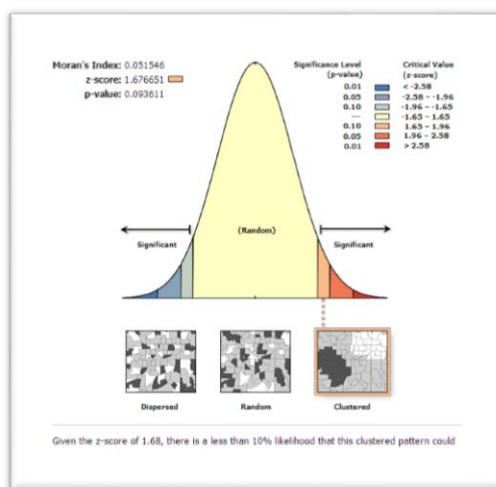 Moran's Index: 0.051546
z-score: 1.676651
p-value: 0.093611
Significance Level
(p-value)
Critical Value
(z-score)
0.01 < -2.58
0.05 -2.58 – -1.96
0.10 -1.96 – -1.65
— -1.65 – 1.65
0.10 1.65 – 1.96
0.05 1.96 – 2.58
0.01 > 2.58
Significant
(Random)
Significant
Dispersed
Random
Clustered
Given the z-score of 1.68, there is a less than 10% likelihood that this clustered pattern could